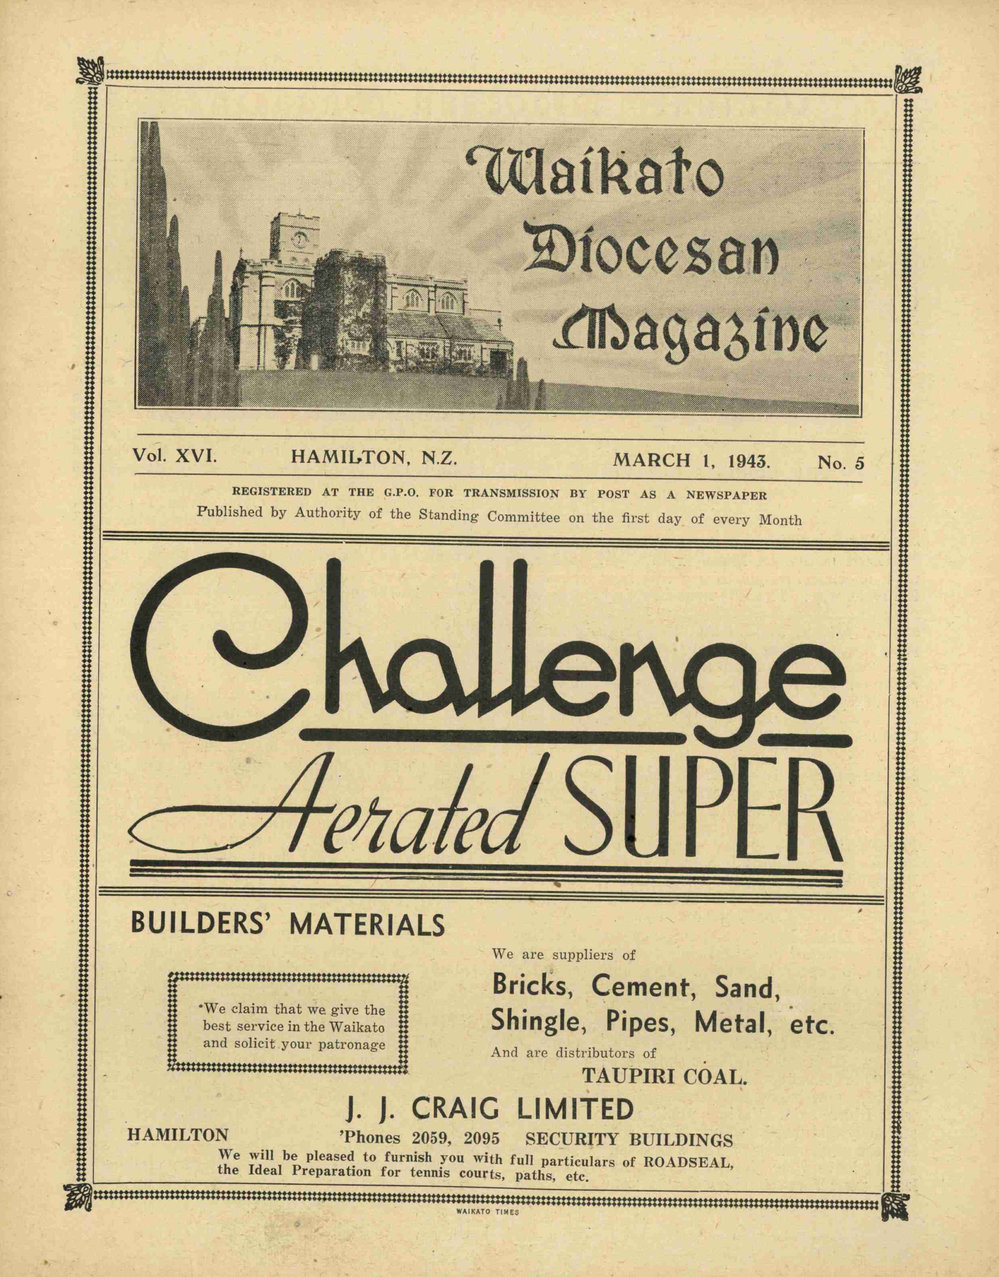 Waikato
Diocesan
Magazine
Vol. XVI. HAMILTON, N.Z. MARCH 1, 1943. No. 5
REGISTERED AT THE G.P.O. FOR TRANSMISSION BY POST AS A NEWSPAPER
Published by Authority of the Standing Committee on the first day of every Month
Challenge
Aerated SUPER
BUILDERS' MATERIALS
We claim that we give the
best service in the Waikato
and solicit your patronage
We are suppliers of
Bricks, Cement, Sand,
Shingle, Pipes, Metal, etc.
And are distributors of
TAUPIRI COAL.
J. J. CRAIG LIMITED
HAMILTON 'Phones 2059, 2095 SECURITY BUILDINGS
We will be pleased to furnish you with full particulars of ROADSEAL,
the Ideal Preparation for tennis courts, paths, etc.
WAIKATO TIMES